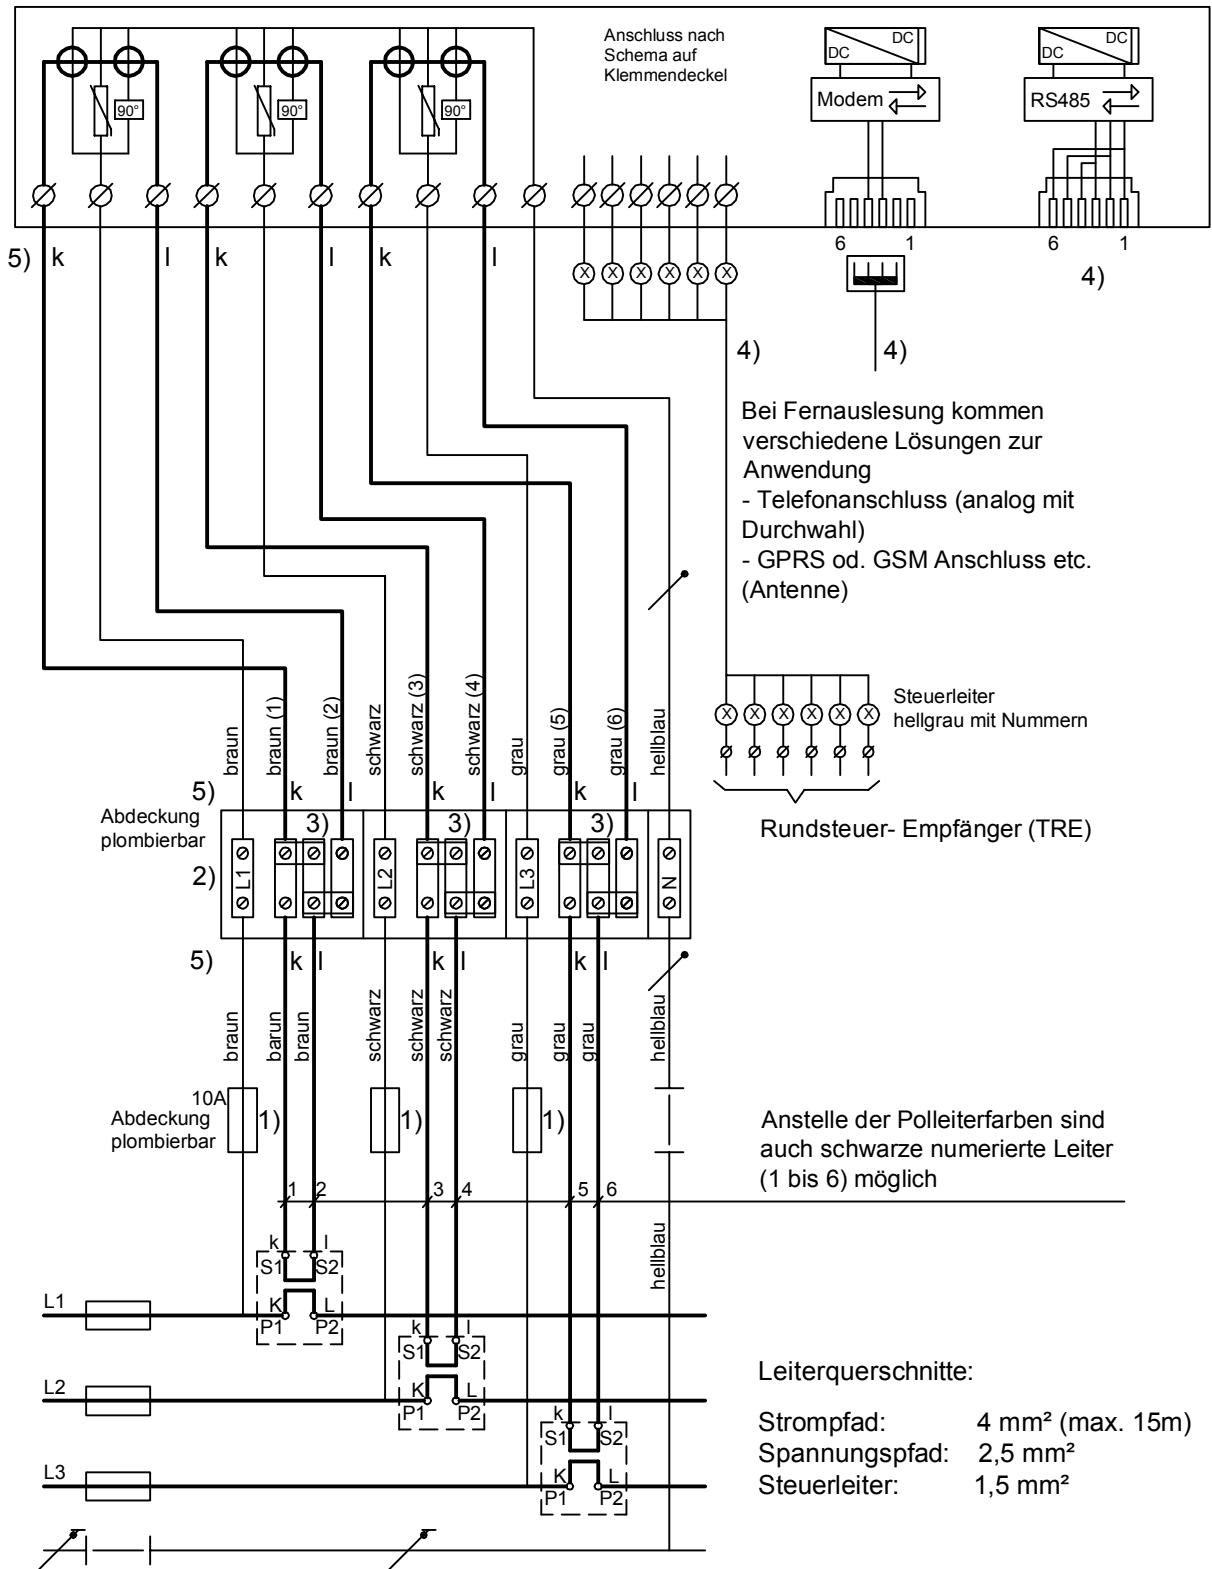 Anschluss nach
Schema auf
Klemmendeckel
DC DC
DC DC
Modem
RS485
90° 90° 90°
6 1 6 1
5) k l k l k l
4)
4) 4)
Bei Fernauslesung kommen
verschiedene Lösungen zur
Anwendung
- Telefonanschluss (analog mit
Durchwahl)
- GPRS od. GSM Anschluss etc.
(Antenne)
X X X X X X
X X X X X X
Steuerleiter
hellgrau mit Nummern
Rundsteuer- Empfänger (TRE)
braun
braun (1)
braun (2)
schwarz
schwarz (3)
schwarz (4)
grau
grau (5)
grau (6)
hellblau
5) k l k l k l
Abdeckung
plombierbar
3) 3) 3)
2) L1 L2 L3 N
5) k l k l k l
braun
barun
braun
schwarz
schwarz
schwarz
grau
grau
grau
hellblau
10A
Abdeckung
plombierbar
1) 1) 1)
Anstelle der Polleiterfarben sind
auch schwarze numerierte Leiter
(1 bis 6) möglich
1 2 3 4 5 6
hellblau
k l
S1 S2
L1 K L
P1 P2
k l
S1 S2
L2 K L
P1 P2
k l
S1 S2
L3 K L
P1 P2
Leiterquerschnitte:
Strompfad: 4 mm² (max. 15m)
Spannungspfad: 2,5 mm²
Steuerleiter: 1,5 mm²